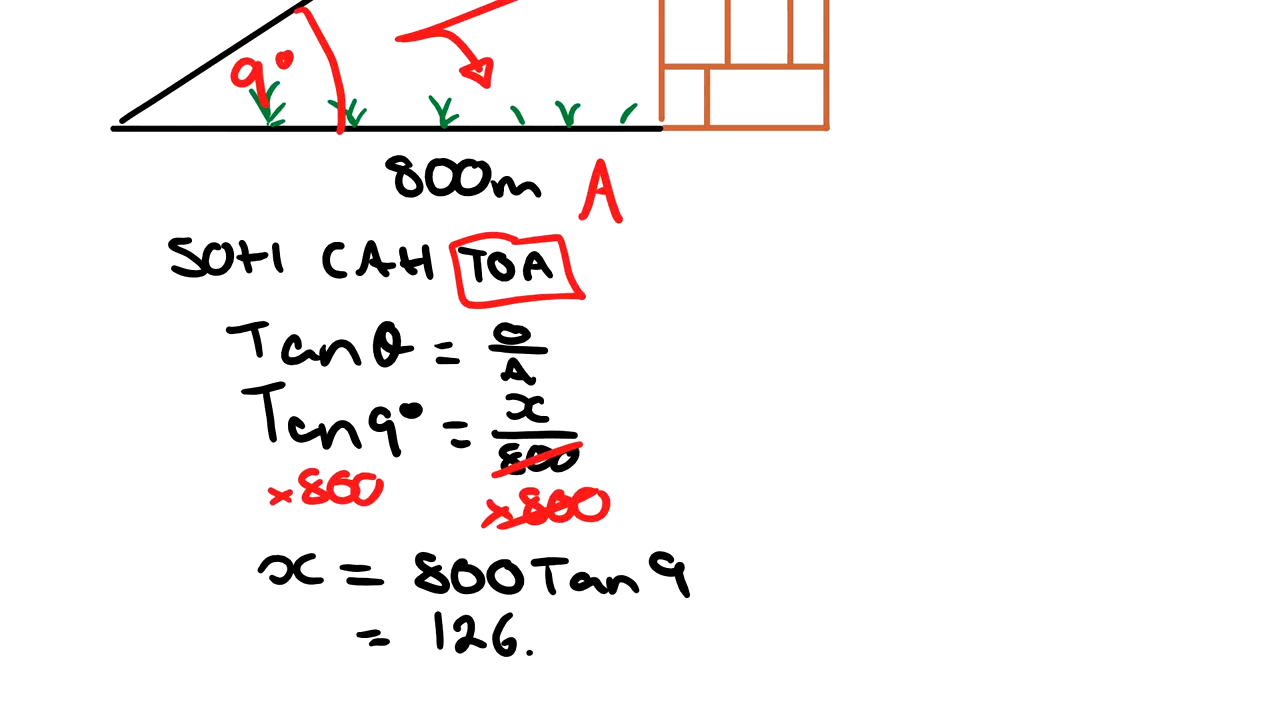 9°
800m A
SOH CAH TOA
Tanθ = O/A
Tan9° = x/800
×800 ×800
x = 800Tan9
= 126.